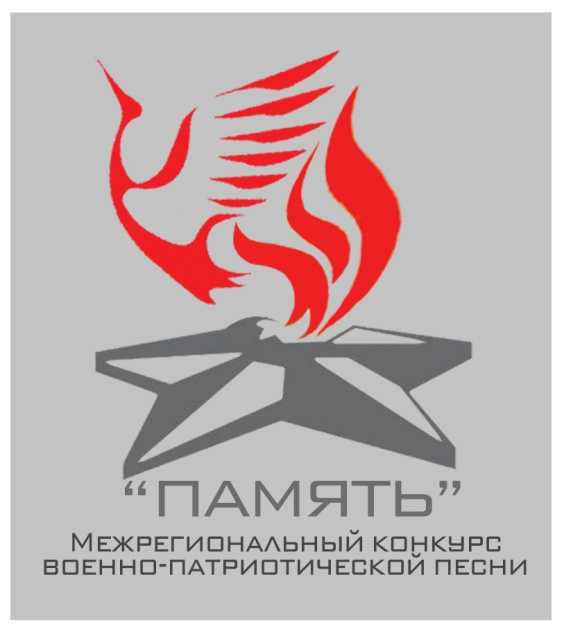 “ПАМЯТЬ”
Межрегиональный конкурс
военно-патриотической песни